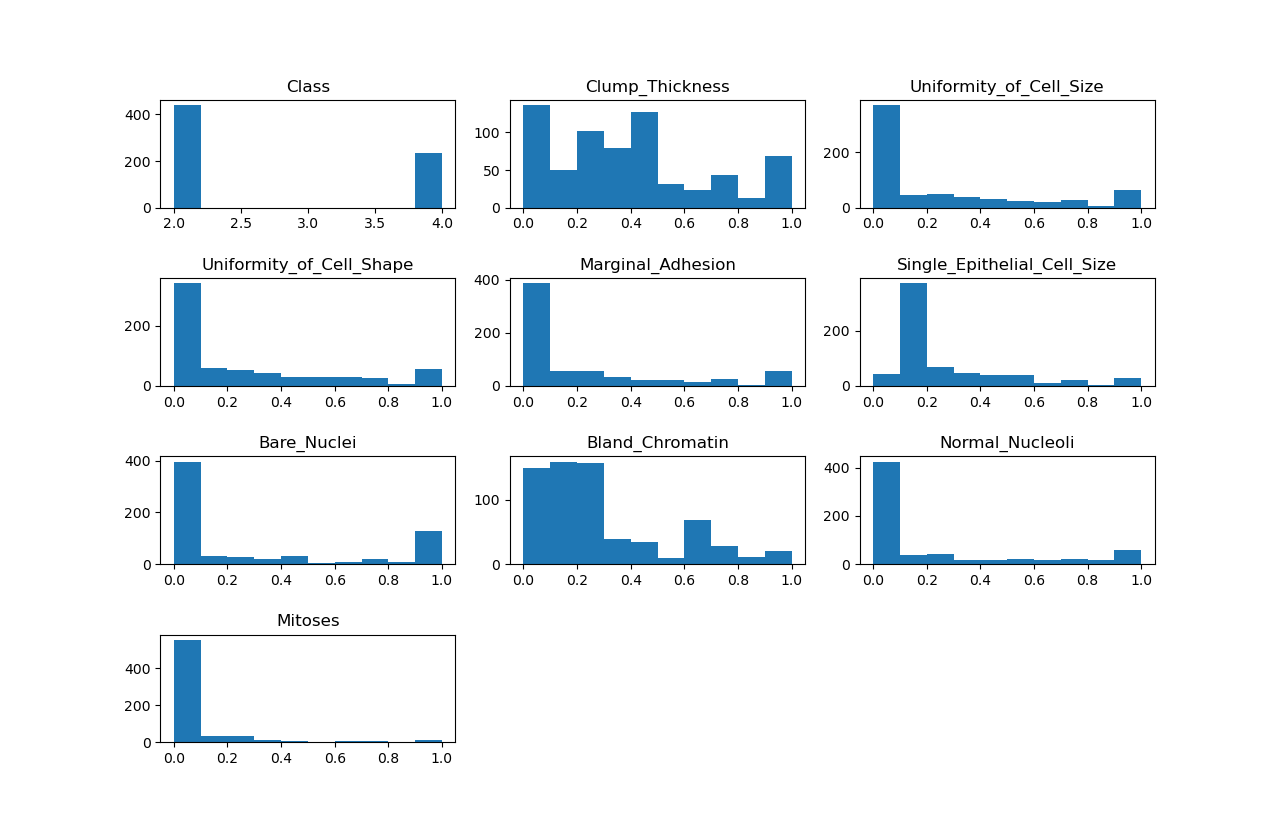 Class
Clump_Thickness
Uniformity_of_Cell_Size
400
200
0
2.0 2.5 3.0 3.5 4.0
100
50
0
0.0 0.2 0.4 0.6 0.8 1.0
200
0
0.0 0.2 0.4 0.6 0.8 1.0
Uniformity_of_Cell_Shape
Marginal_Adhesion
Single_Epithelial_Cell_Size
200
0
0.0 0.2 0.4 0.6 0.8 1.0
400
200
0
0.0 0.2 0.4 0.6 0.8 1.0
200
0
0.0 0.2 0.4 0.6 0.8 1.0
Bare_Nuclei
Bland_Chromatin
Normal_Nucleoli
400
200
0
0.0 0.2 0.4 0.6 0.8 1.0
100
0
0.0 0.2 0.4 0.6 0.8 1.0
400
200
0
0.0 0.2 0.4 0.6 0.8 1.0
Mitoses
400
200
0
0.0 0.2 0.4 0.6 0.8 1.0